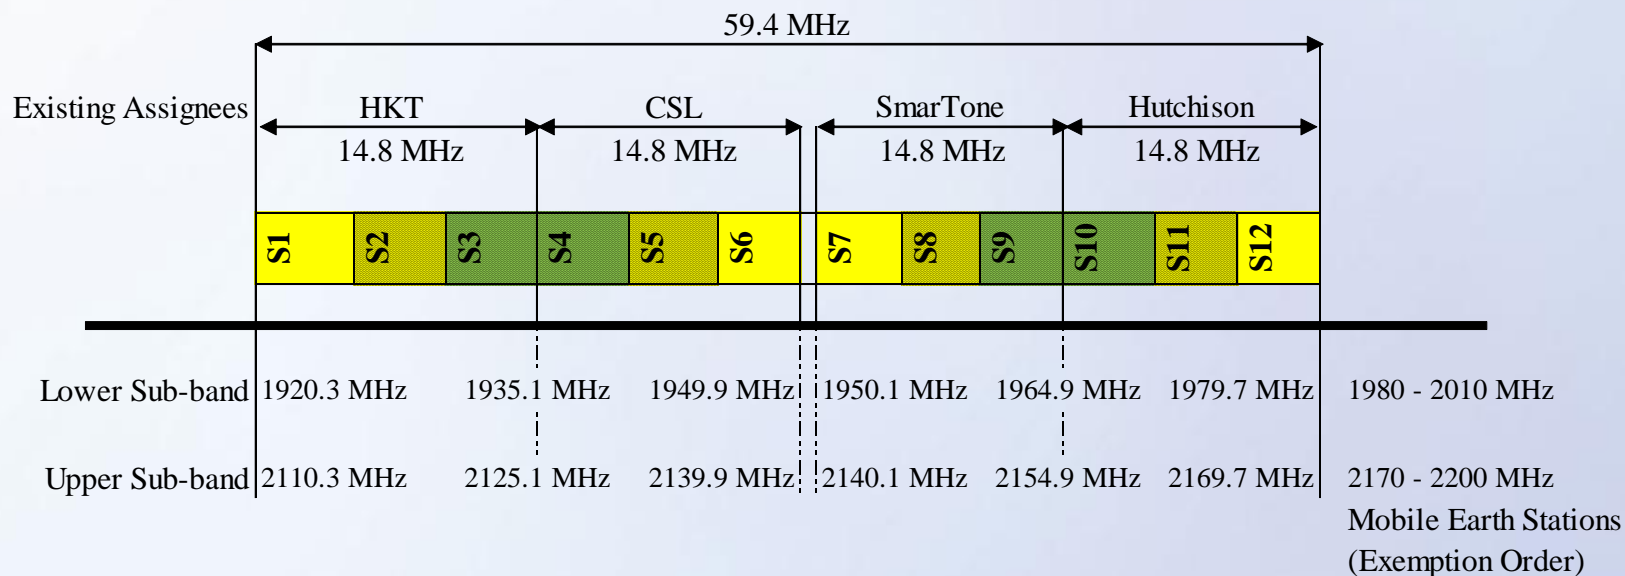 59.4 MHz
Existing Assignees HKT CSL SmarTone Hutchison
14.8 MHz 14.8 MHz 14.8 MHz 14.8 MHz
S1 S2 S3 S4 S5 S6 S7 S8 S9 S10 S11 S12
Lower Sub-band 1920.3 MHz 1935.1 MHz 1949.9 MHz 1950.1 MHz 1964.9 MHz 1979.7 MHz 1980 - 2010 MHz
Upper Sub-band 2110.3 MHz 2125.1 MHz 2139.9 MHz 2140.1 MHz 2154.9 MHz 2169.7 MHz 2170 - 2200 MHz
Mobile Earth Stations
(Exemption Order)